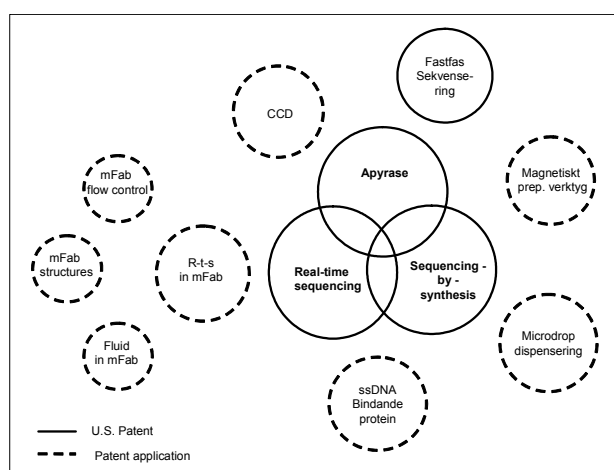 Fastfas
Sekvense-
ring
CCD
Apyrase
mFab
flow control
Magnetiskt
prep. verktyg
mFab
structures
R-t-s
in mFab
Real-time
sequencing
Sequencing -
by -
synthesis
Fluid
in mFab
Microdrop
dispensering
ssDNA
Bindande
protein
U.S. Patent
Patent application